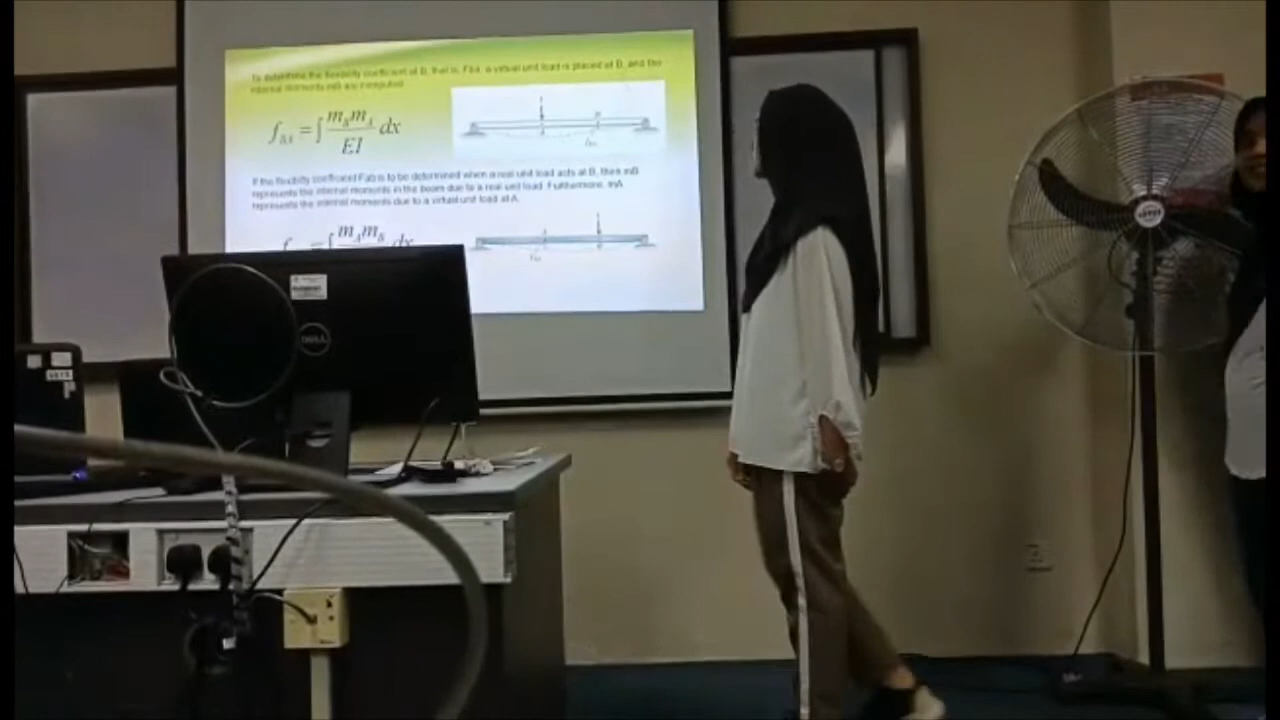 To determine the flexibility coefficient at B, that is, Fba, a virtual unit load is placed at B, and the
internal moments mB are computed
f_BA = ∫ m_B m_A / EI dx
If the flexibility coefficient Fab is to be determined when a real unit load acts at B, then mB
represents the internal moments in the beam due to a real unit load. Furthermore, mA
represents the internal moments due to a virtual unit load at A.
= ∫ m_A m_B dx
DELL